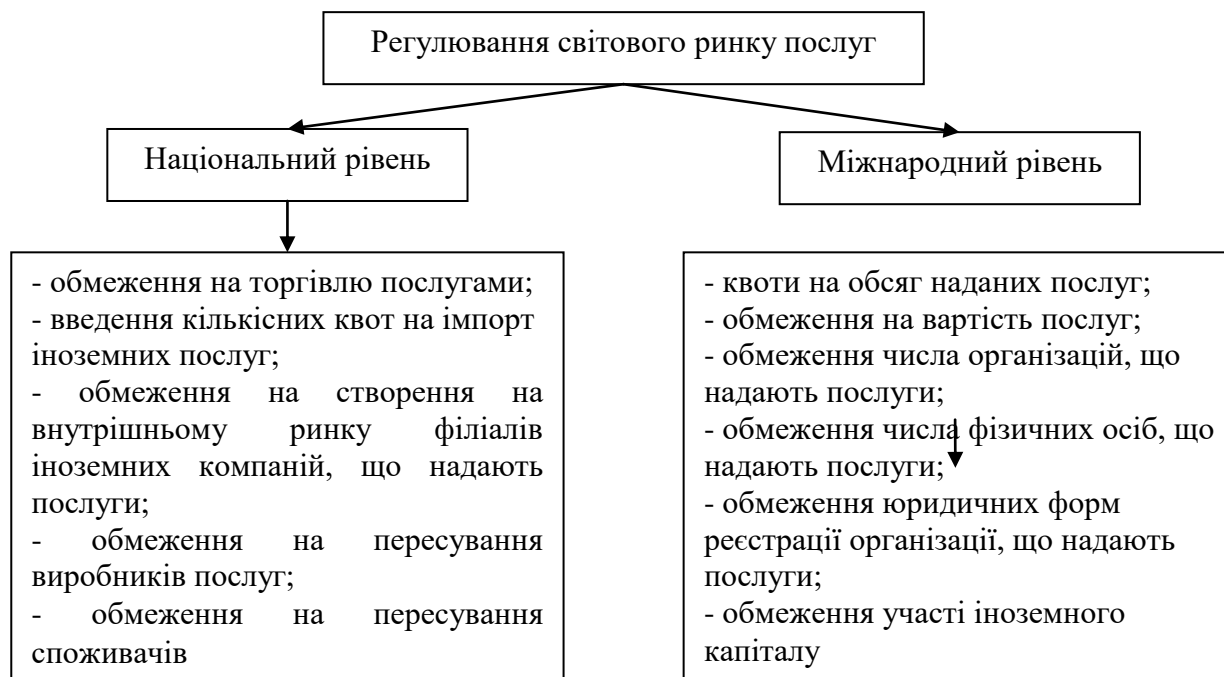 Регулювання світового ринку послуг
Національний рівень
Міжнародний рівень
- обмеження на торгівлю послугами;
- введення кількісних квот на імпорт
іноземних послуг;
- обмеження на створення на
внутрішньому ринку філіалів
іноземних компаній, що надають
послуги;
- обмеження на пересування
виробників послуг;
- обмеження на пересування
споживачів
- квоти на обсяг наданих послуг;
- обмеження на вартість послуг;
- обмеження числа організацій, що
надають послуги;
- обмеження числа фізичних осіб, що
надають послуги;
- обмеження юридичних форм
реєстрації організації, що надають
послуги;
- обмеження участі іноземного
капіталу